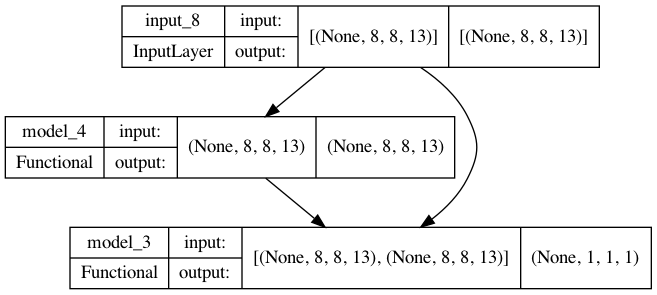 input_8 input: [(None, 8, 8, 13)] [(None, 8, 8, 13)]
InputLayer output:
model_4 input: (None, 8, 8, 13) (None, 8, 8, 13)
Functional output:
model_3 input: [(None, 8, 8, 13), (None, 8, 8, 13)] (None, 1, 1, 1)
Functional output: